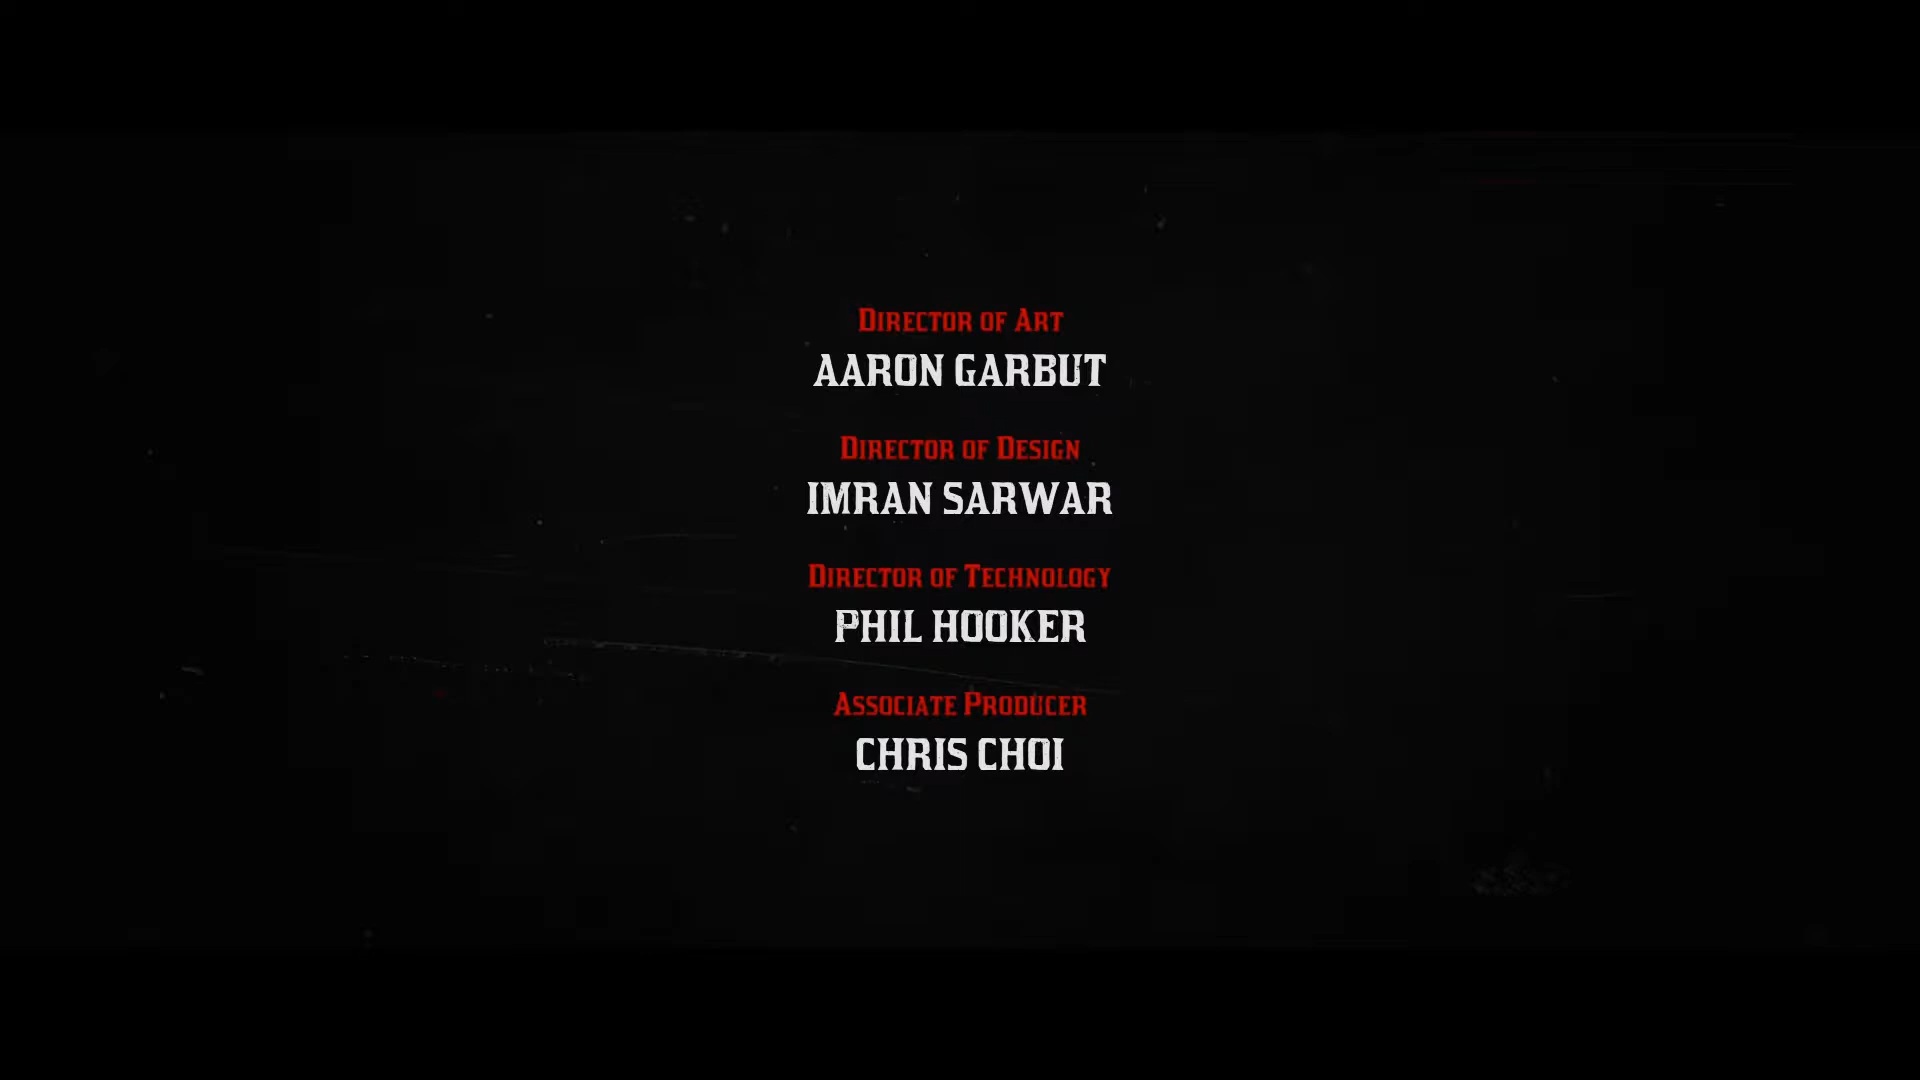 Director of Art
AARON GARBUT
Director of Design
IMRAN SARWAR
Director of Technology
PHIL HOOKER
Associate Producer
CHRIS CHOI